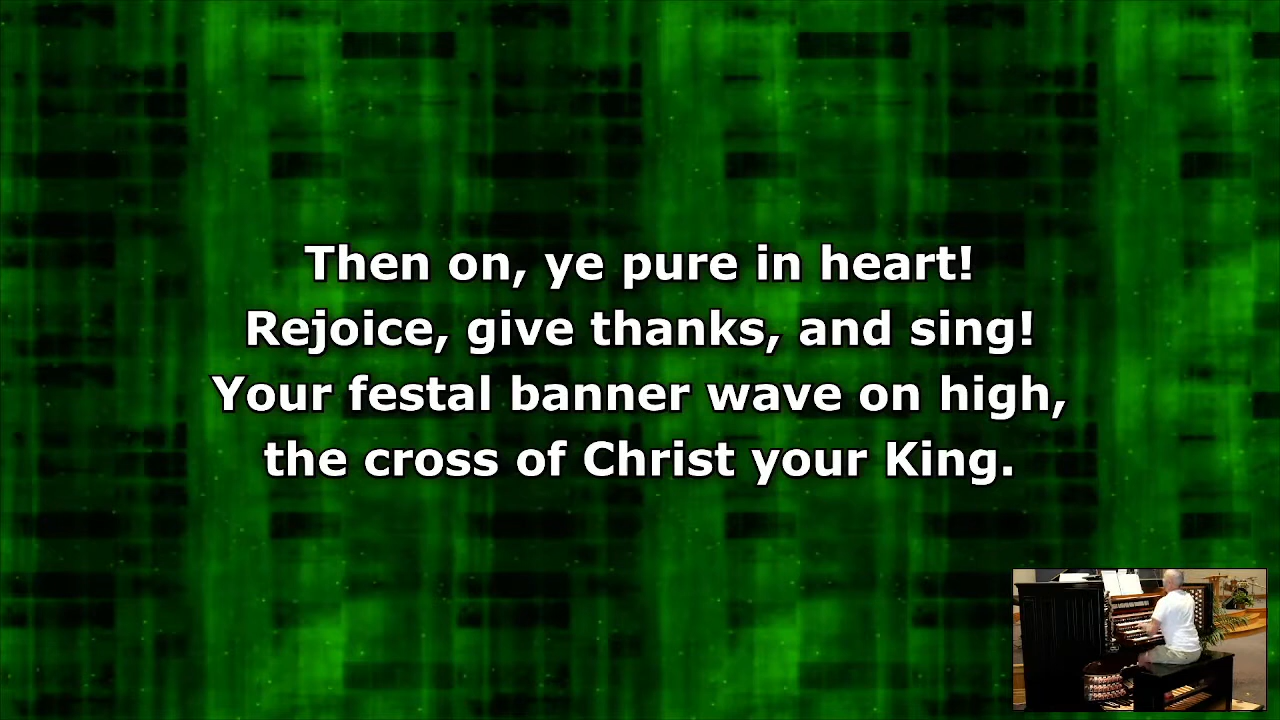 Then on, ye pure in heart!
Rejoice, give thanks, and sing!
Your festal banner wave on high,
the cross of Christ your King.